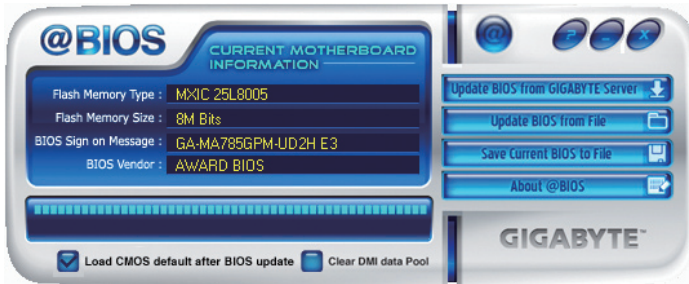 @BIOS
CURRENT MOTHERBOARD
INFORMATION
Flash Memory Type : MXIC 25L8005
Flash Memory Size : 8M Bits
BIOS Sign on Message : GA-MA785GPM-UD2H E3
BIOS Vendor : AWARD BIOS
Load CMOS default after BIOS update Clear DMI data Pool
@ ? _ X
Update BIOS from GIGABYTE Server
Update BIOS from File
Save Current BIOS to File
About @BIOS
GIGABYTE™